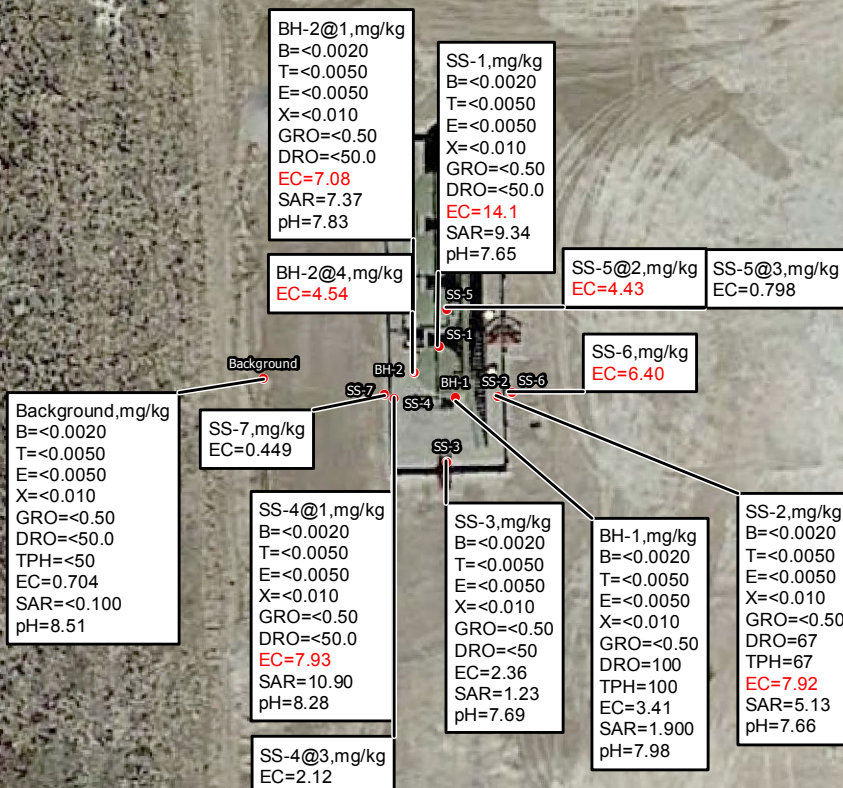 BH-2@1,mg/kg
B=<0.0020
T=<0.0050
E=<0.0050
X=<0.010
GRO=<0.50
DRO=<50.0
EC=7.08
SAR=7.37
pH=7.83
SS-1,mg/kg
B=<0.0020
T=<0.0050
E=<0.0050
X=<0.010
GRO=<0.50
DRO=<50.0
EC=14.1
SAR=9.34
pH=7.65
BH-2@4,mg/kg
EC=4.54
SS-5@2,mg/kg
EC=4.43
SS-5@3,mg/kg
EC=0.798
SS-5
SS-1
SS-6,mg/kg
EC=6.40
Background
BH-2
SS-7
SS-4
BH-1
SS-2
SS-6
SS-3
Background,mg/kg
B=<0.0020
T=<0.0050
E=<0.0050
X=<0.010
GRO=<0.50
DRO=<50.0
TPH=<50
EC=0.704
SAR=<0.100
pH=8.51
SS-7,mg/kg
EC=0.449
SS-4@1,mg/kg
B=<0.0020
T=<0.0050
E=<0.0050
X=<0.010
GRO=<0.50
DRO=<50.0
EC=7.93
SAR=10.90
pH=8.28
SS-4@3,mg/kg
EC=2.12
SS-3,mg/kg
B=<0.0020
T=<0.0050
E=<0.0050
X=<0.010
GRO=<0.50
DRO=<50
EC=2.36
SAR=1.23
pH=7.69
BH-1,mg/kg
B=<0.0020
T=<0.0050
E=<0.0050
X=<0.010
GRO=<0.50
DRO=100
TPH=100
EC=3.41
SAR=1.900
pH=7.98
SS-2,mg/kg
B=<0.0020
T=<0.0050
E=<0.0050
X=<0.010
GRO=<0.50
DRO=67
TPH=67
EC=7.92
SAR=5.13
pH=7.66